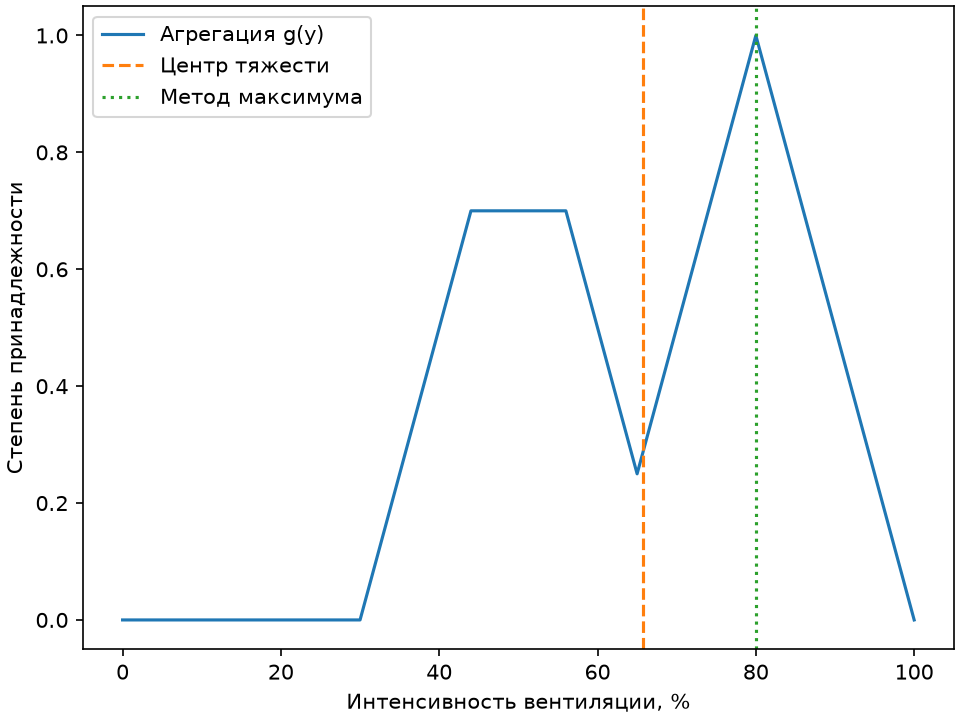 Агрегация g(y)
Центр тяжести
Метод максимума
Степень принадлежности
1.0
0.8
0.6
0.4
0.2
0.0
0 20 40 60 80 100
Интенсивность вентиляции, %